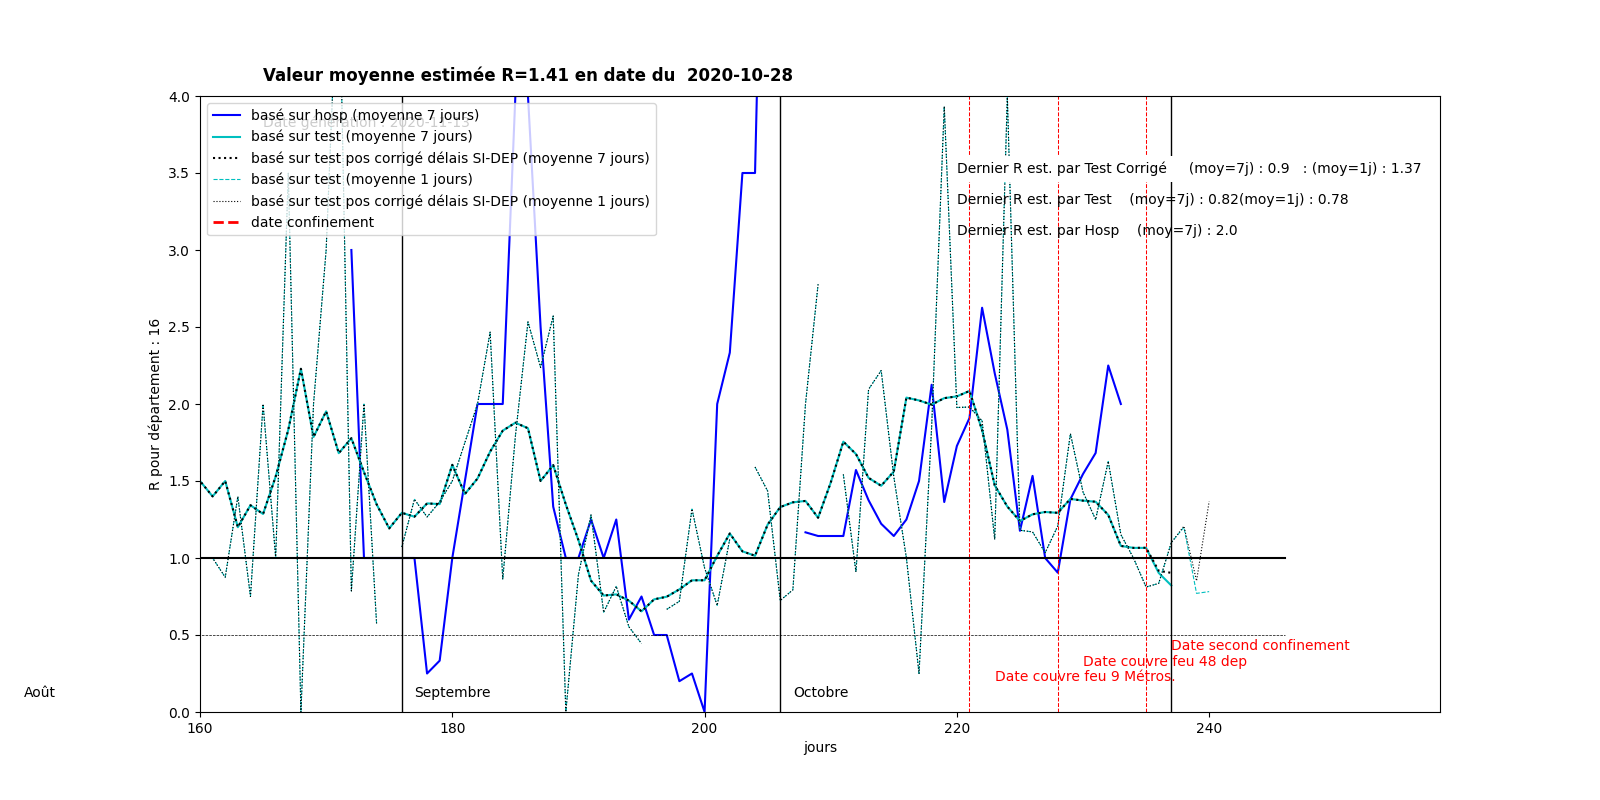 Valeur moyenne estimée R=1.41 en date du  2020-10-28
4.0
3.5
3.0
2.5
2.0
1.5
1.0
0.5
0.0
R pour département : 16
basé sur hosp (moyenne 7 jours)
basé sur test (moyenne 7 jours)
basé sur test pos corrigé délais SI-DEP (moyenne 7 jours)
basé sur test (moyenne 1 jours)
basé sur test pos corrigé délais SI-DEP (moyenne 1 jours)
date confinement
Dernier R est. par Test Corrigé     (moy=7j) : 0.9   : (moy=1j) : 1.37
Dernier R est. par Test    (moy=7j) : 0.82(moy=1j) : 0.78
Dernier R est. par Hosp    (moy=7j) : 2.0
Date second confinement
Date couvre feu 48 dep
Date couvre feu 9 Métros.
Août
Septembre
Octobre
160
180
200
220
240
jours